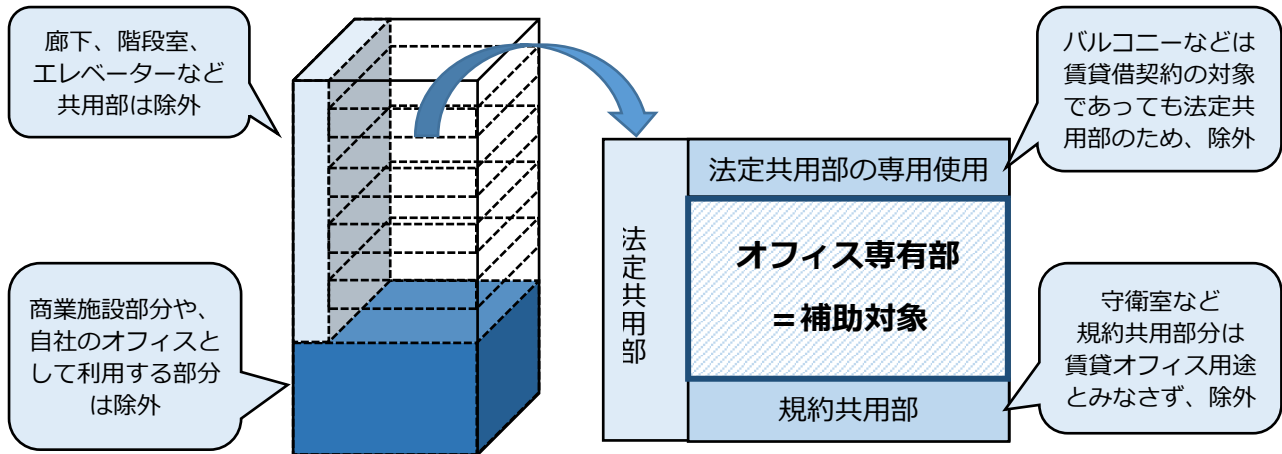 廊下、階段室、
エレベーターなど
共用部は除外
商業施設部分や、
自社のオフィスと
して利用する部分
は除外
法定共用部
法定共用部の専用使用
オフィス専有部
＝補助対象
規約共用部
バルコニーなどは
賃貸借契約の対象
であっても法定共
用部のため、除外
守衛室など
規約共用部分は
賃貸オフィス用途
とみなさず、除外